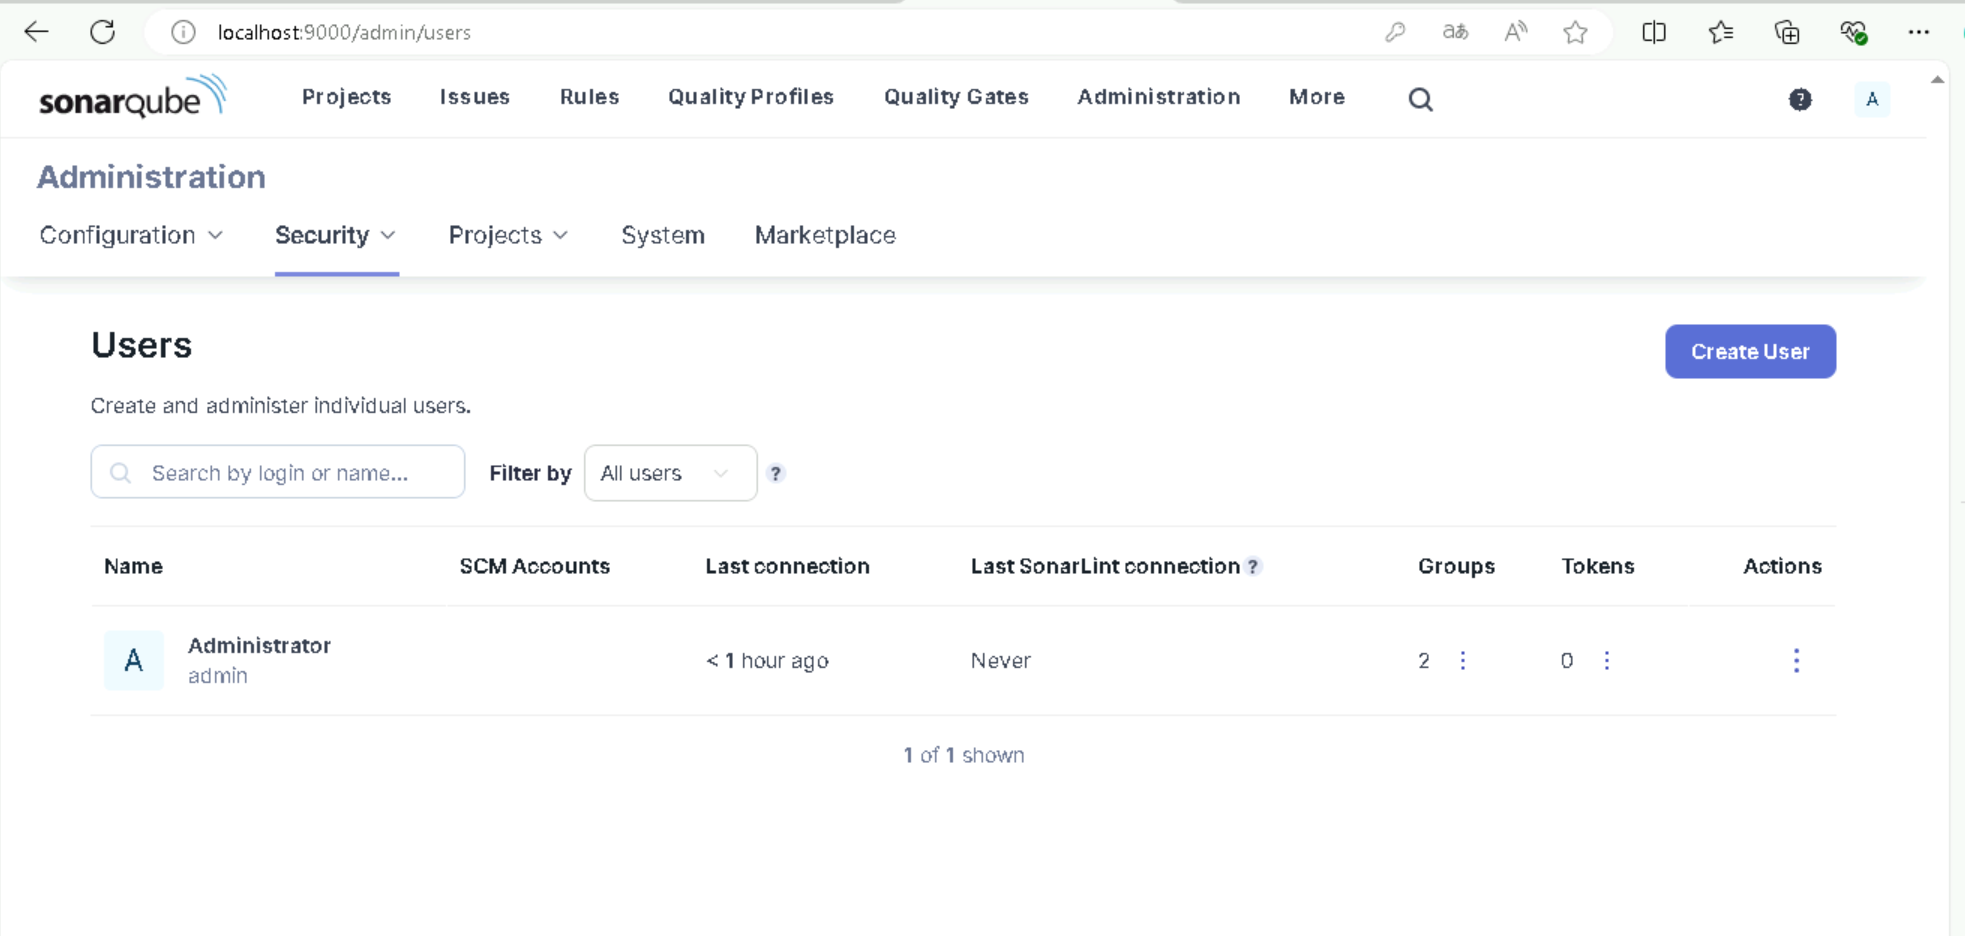 localhost:9000/admin/users
aあ
A
sonarqube
Projects Issues Rules Quality Profiles Quality Gates Administration More ? A
Administration
Configuration Security Projects System Marketplace
Users
Create User
Create and administer individual users.
Search by login or name... Filter by All users ?
Name SCM Accounts Last connection Last SonarLint connection ? Groups Tokens Actions
A Administrator
admin
< 1 hour ago Never 2 0
1 of 1 shown